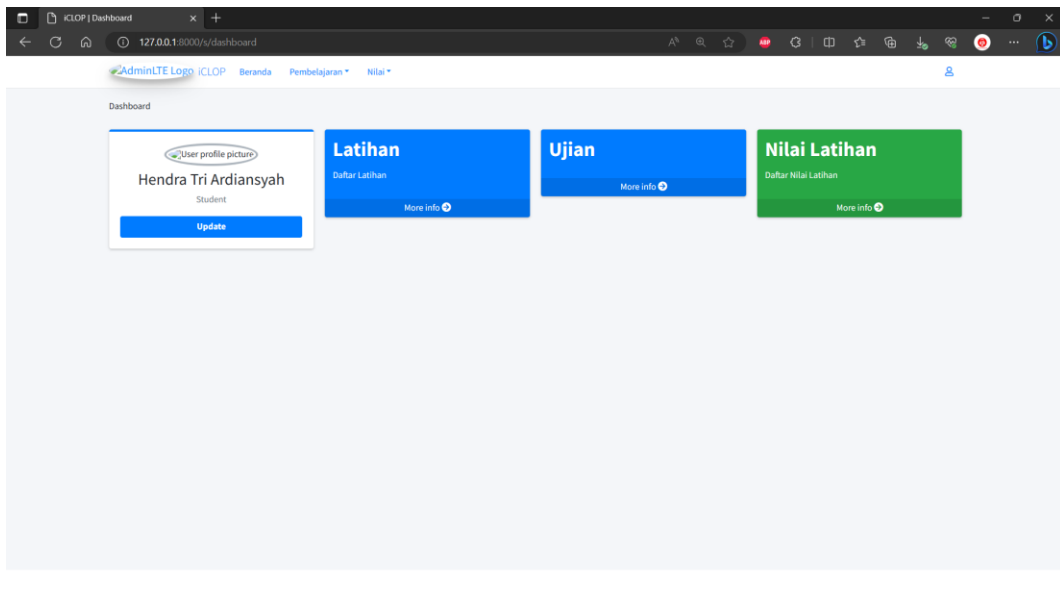 iCLOP | Dashboard
127.0.0.1:8000/s/dashboard
ABP
AdminLTE Logo iCLOP Beranda Pembelajaran Nilai
Dashboard
User profile picture
Hendra Tri Ardiansyah
Student
Update
Latihan
Daftar Latihan
More info
Ujian
More info
Nilai Latihan
Daftar Nilai Latihan
More info